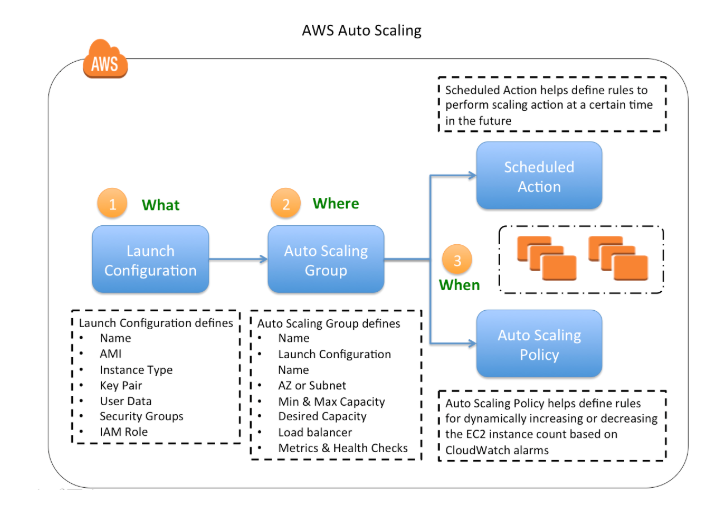 AWS Auto Scaling
AWS
Scheduled Action helps define rules to
perform scaling action at a certain time
in the future
Scheduled
Action
1
What
2
Where
Launch
Configuration
Auto Scaling
Group
3
When
Launch Configuration defines
• Name
• AMI
• Instance Type
• Key Pair
• User Data
• Security Groups
• IAM Role
Auto Scaling Group defines
• Name
• Launch Configuration
Name
• AZ or Subnet
• Min & Max Capacity
• Desired Capacity
• Load balancer
• Metrics & Health Checks
Auto Scaling
Policy
Auto Scaling Policy helps define rules
for dynamically increasing or decreasing
the EC2 instance count based on
CloudWatch alarms